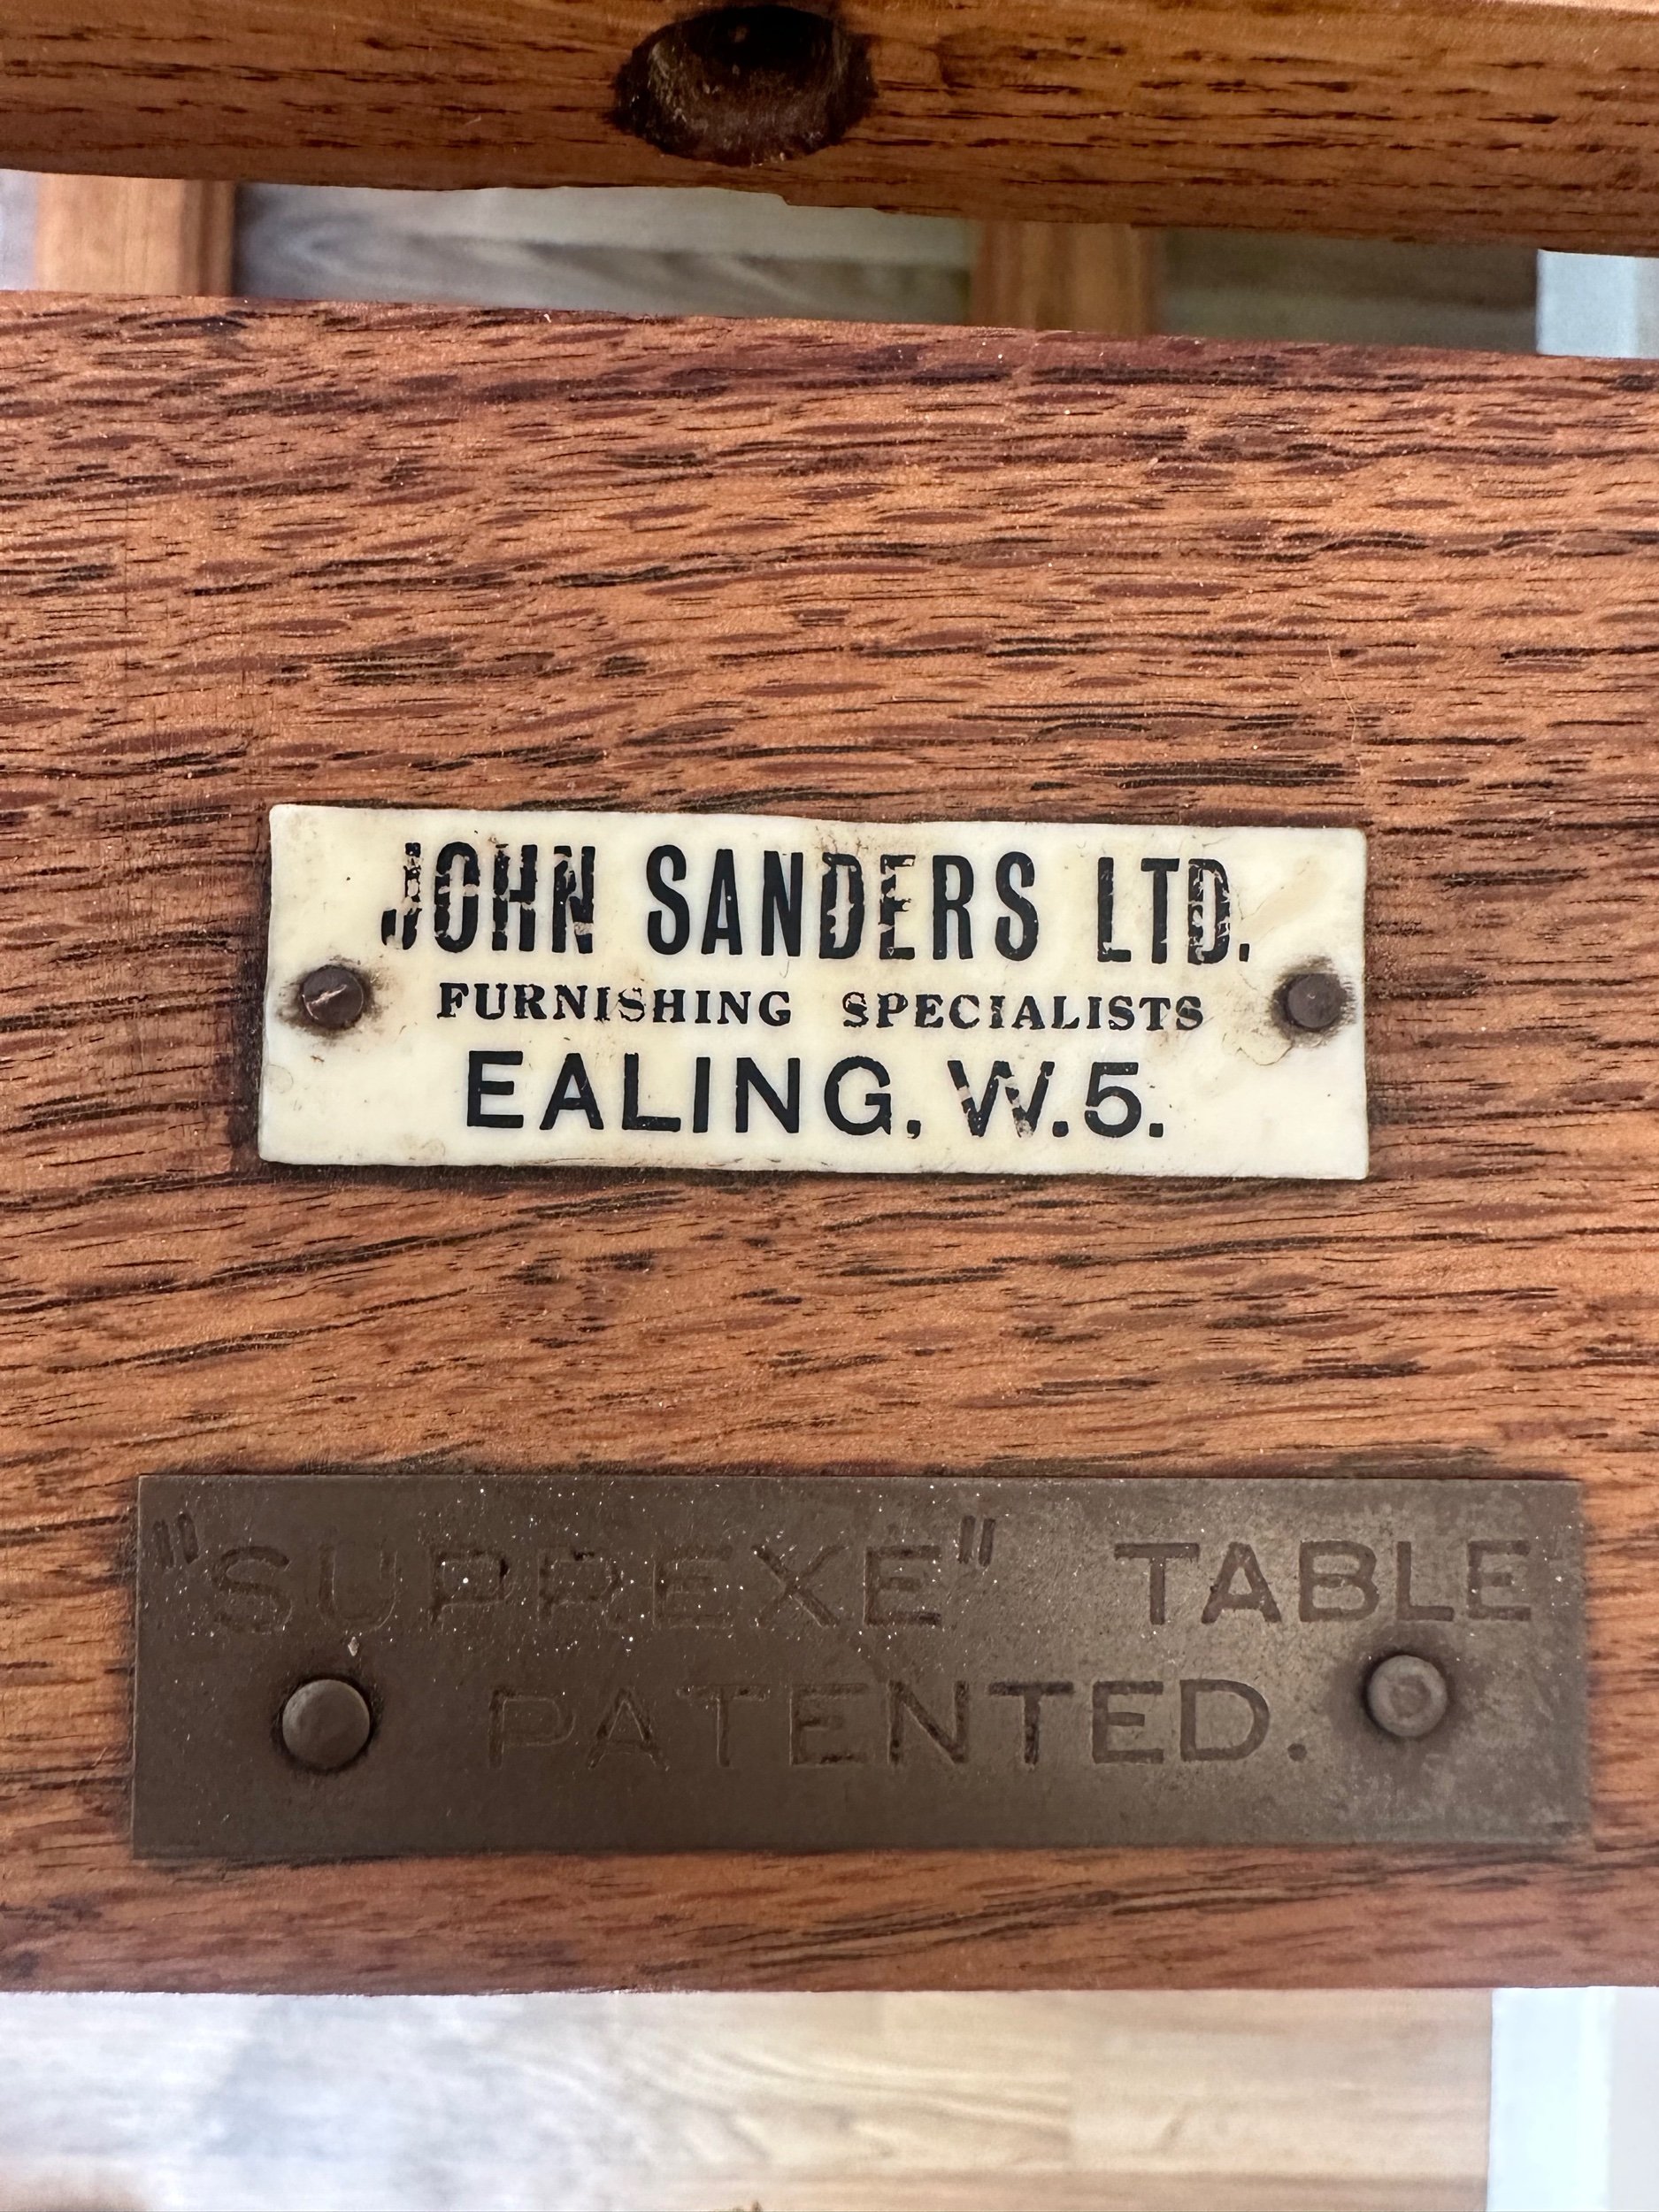 JOHN SANDERS LTD.
FURNISHING SPECIALISTS
EALING, W.5.
"SUPREXE" TABLE
PATENTED.